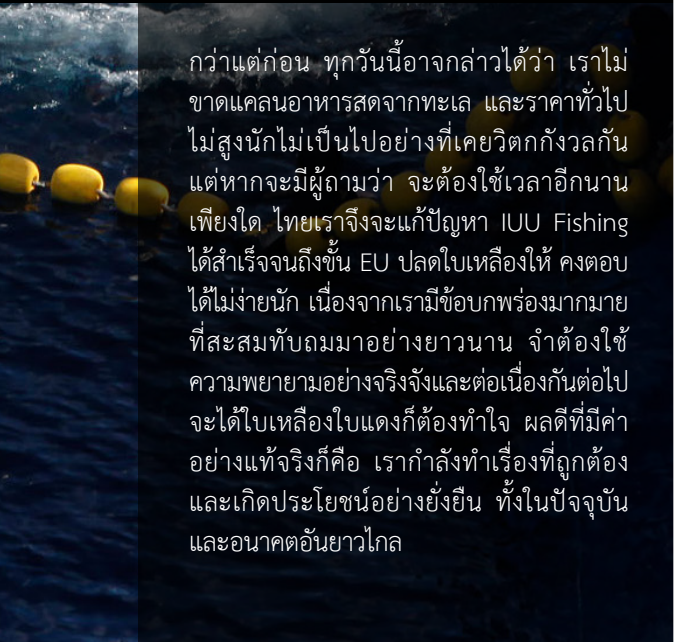 กว่าแต่ก่อน ทุกวันนี้อาจกล่าวได้ว่า เราไม่
ขาดแคลนอาหารสดจากทะเล และราคาทั่วไป
ไม่สูงนักไม่เป็นไปอย่างที่เคยวิตกกังวลกัน
แต่หากจะมีผู้ถามว่า จะต้องใช้เวลาอีกนาน
เพียงใด ไทยเราจึงจะแก้ปัญหา IUU Fishing
ได้สำเร็จจนถึงขั้น EU ปลดใบเหลืองให้ คงตอบ
ได้ไม่ง่ายนัก เนื่องจากเรามีข้อบกพร่องมากมาย
ที่สะสมทับถมมาอย่างยาวนาน จำต้องใช้
ความพยายามอย่างจริงจังและต่อเนื่องกันต่อไป
จะได้ใบเหลืองใบแดงก็ต้องทำใจ ผลดีที่มีค่า
อย่างแท้จริงก็คือ เรากำลังทำเรื่องที่ถูกต้อง
และเกิดประโยชน์อย่างยั่งยืน ทั้งในปัจจุบัน
และอนาคตอันยาวไกล